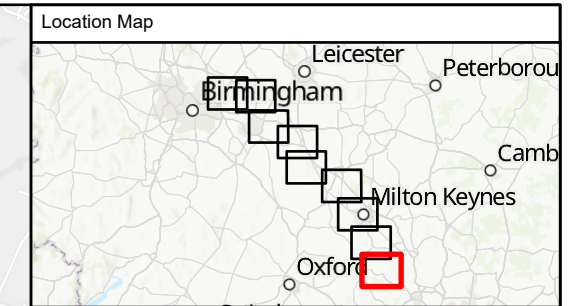 Location Map
Leicester
Peterborou
Birmingham
Camb
Milton Keynes
Oxford